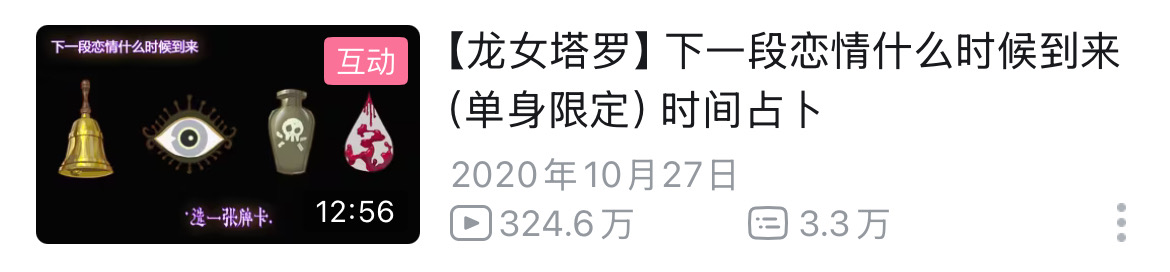 下一段恋情什么时候到来
互动
·选一张牌卡.
12:56
【龙女塔罗】下一段恋情什么时候到来
(单身限定) 时间占卜
2020年10月27日
324.6万
3.3万